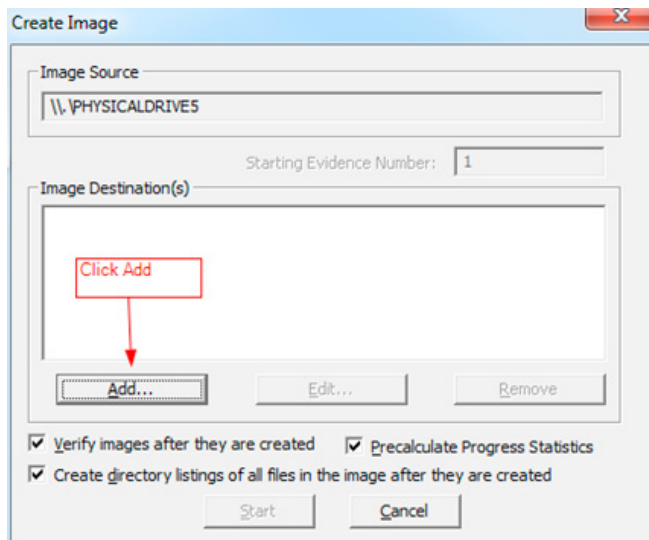 Create Image
x
Image Source
\\.\PHYSICALDRIVE5
Starting Evidence Number: 1
Image Destination(s)
Click Add
Add... Edit... Remove
Verify images after they are created Precalculate Progress Statistics
Create directory listings of all files in the image after they are created
Start Cancel